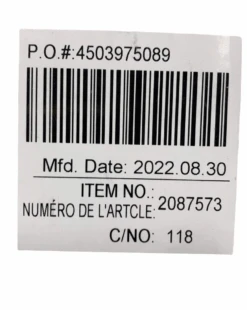 P.O.#:4503975089
Mfd. Date: 2022.08.30
ITEM NO.:
NUMÉRO DE L'ARTCLE: 2087573
C/NO: 118